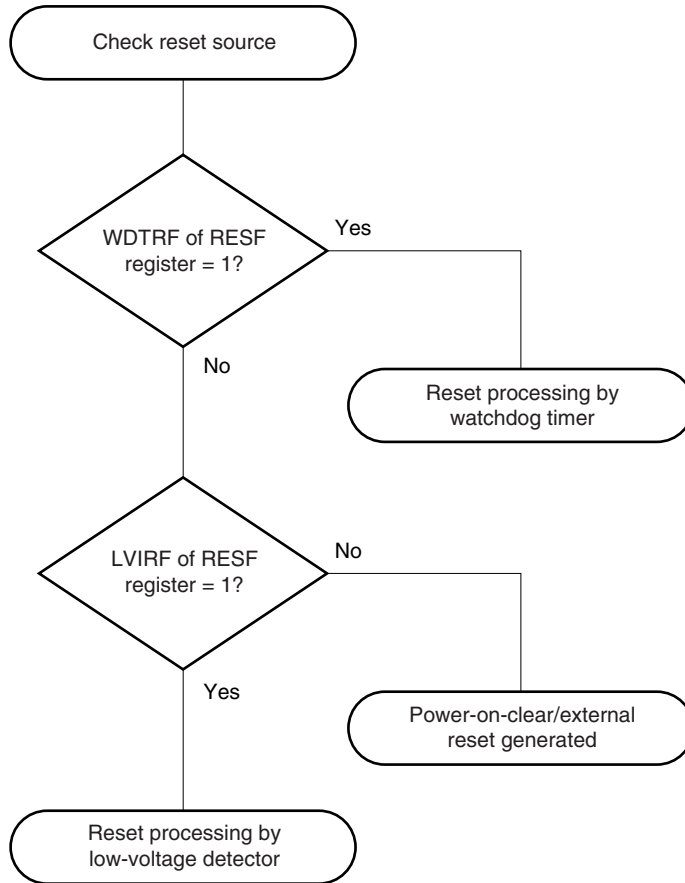 Check reset source
WDTRF of RESF
register = 1?
Yes
No
Reset processing by
watchdog timer
LVIRF of RESF
register = 1?
No
Yes
Power-on-clear/external
reset generated
Reset processing by
low-voltage detector